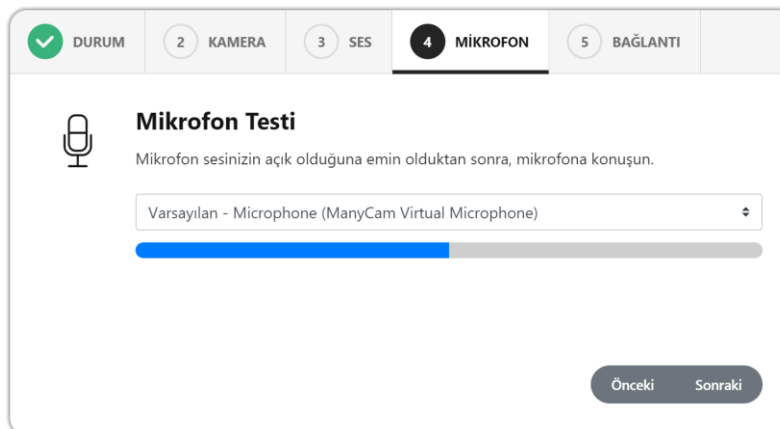 DURUM
2 KAMERA
3 SES
4 MİKROFON
5 BAĞLANTI
Mikrofon Testi
Mikrofon sesinizin açık olduğuna emin olduktan sonra, mikrofona konuşun.
Varsayılan - Microphone (ManyCam Virtual Microphone)
Önceki
Sonraki